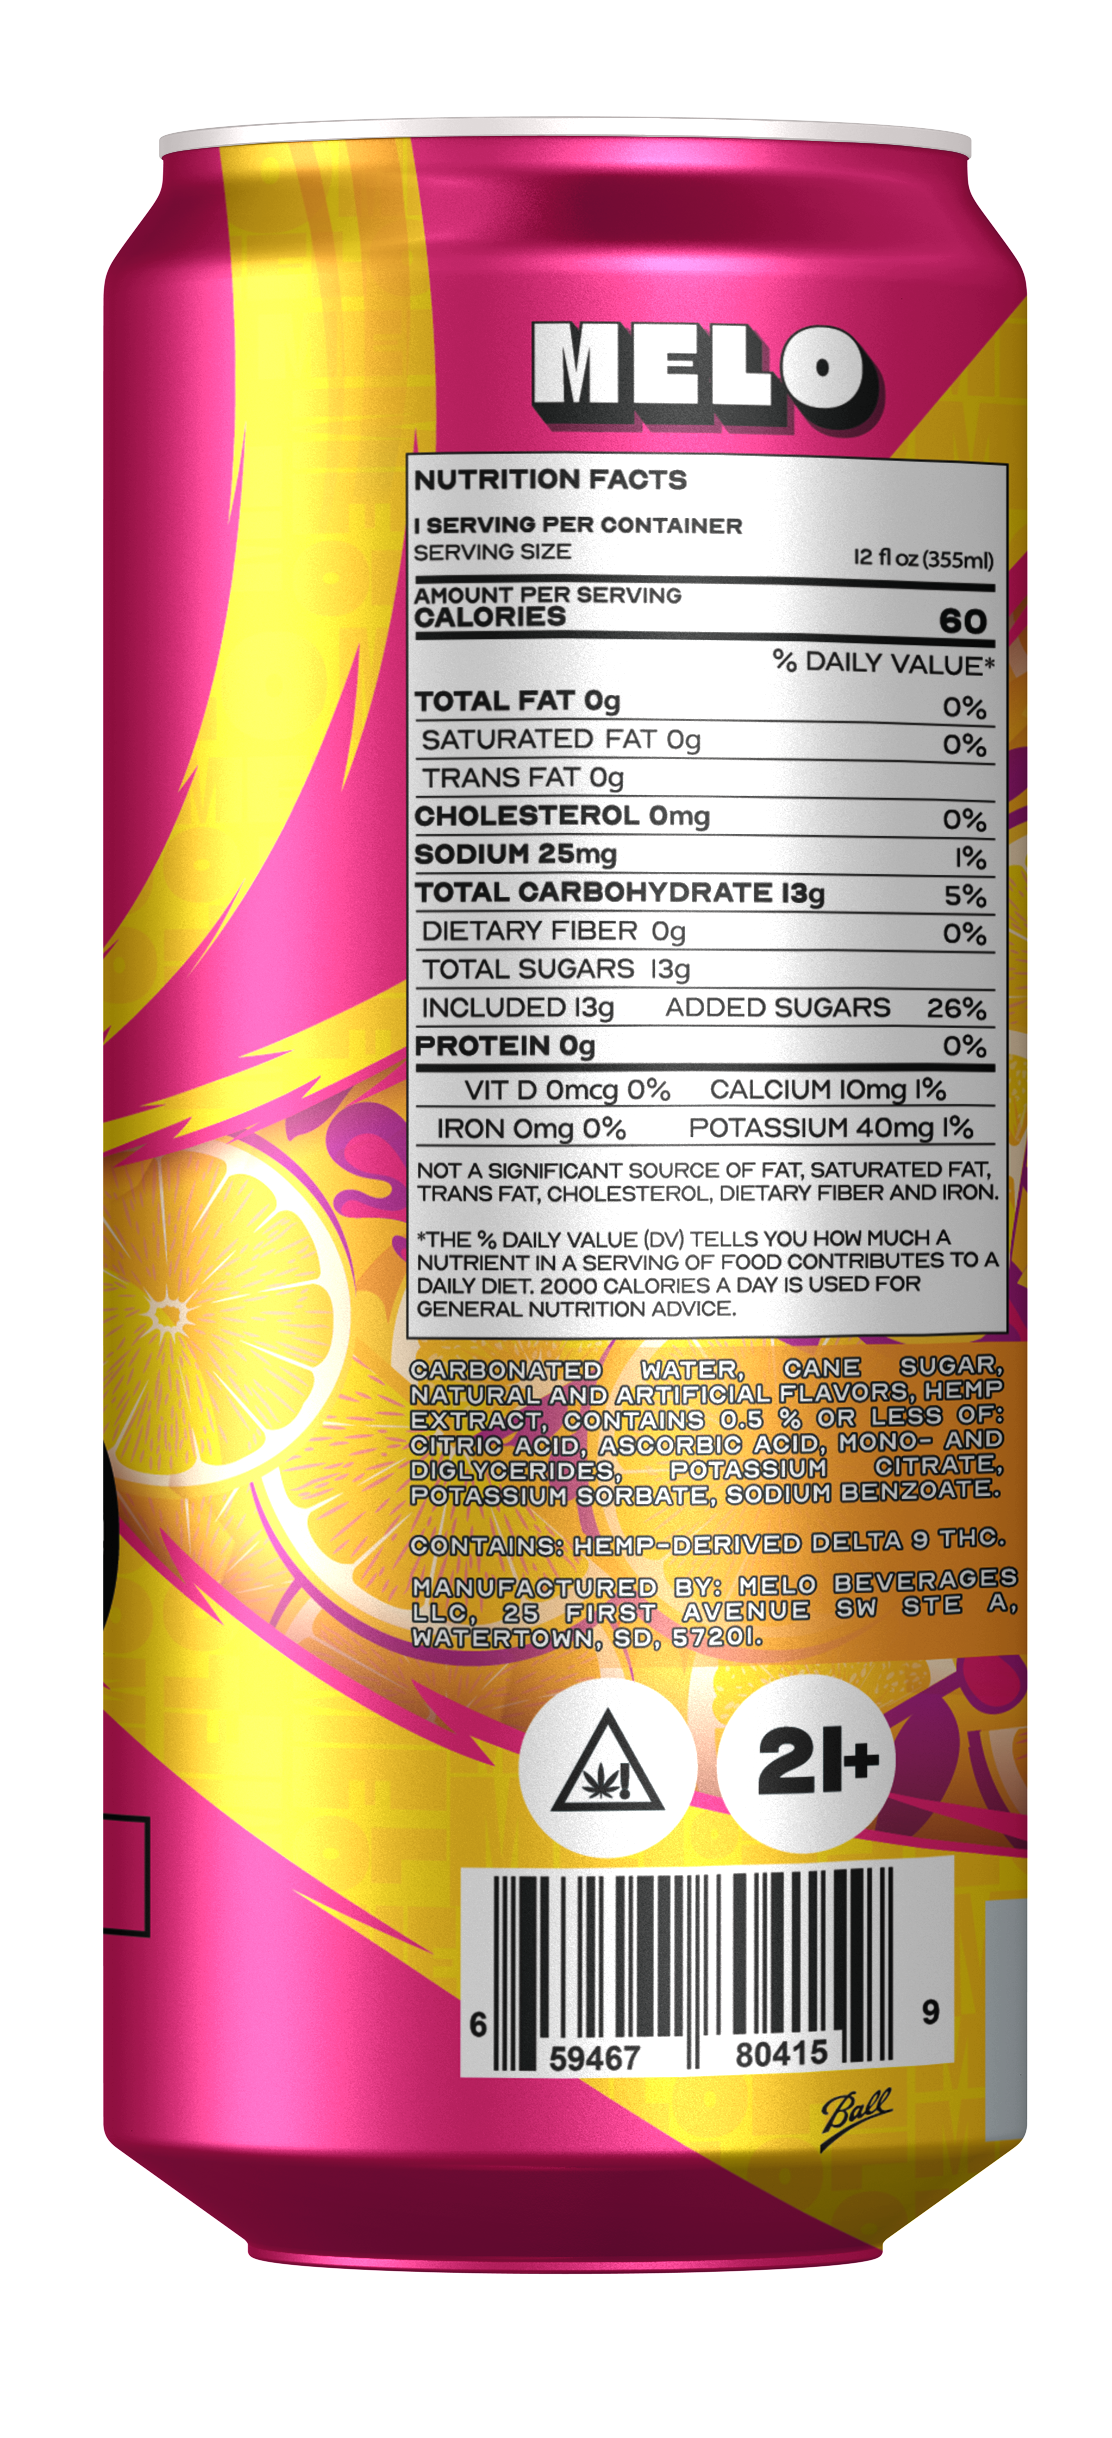 MELO
NUTRITION FACTS
1 SERVING PER CONTAINER
SERVING SIZE 12 fl oz (355ml)
AMOUNT PER SERVING
CALORIES 60
% DAILY VALUE*
TOTAL FAT 0g 0%
SATURATED FAT 0g 0%
TRANS FAT 0g
CHOLESTEROL 0mg 0%
SODIUM 25mg 1%
TOTAL CARBOHYDRATE 13g 5%
DIETARY FIBER 0g 0%
TOTAL SUGARS 13g
INCLUDED 13g ADDED SUGARS 26%
PROTEIN 0g 0%
VIT D 0mcg 0% CALCIUM 10mg 1%
IRON 0mg 0% POTASSIUM 40mg 1%
NOT A SIGNIFICANT SOURCE OF FAT, SATURATED FAT,
TRANS FAT, CHOLESTEROL, DIETARY FIBER AND IRON.
*THE % DAILY VALUE (DV) TELLS YOU HOW MUCH A
NUTRIENT IN A SERVING OF FOOD CONTRIBUTES TO A
DAILY DIET. 2000 CALORIES A DAY IS USED FOR
GENERAL NUTRITION ADVICE.
CARBONATED WATER, CANE SUGAR,
NATURAL AND ARTIFICIAL FLAVORS, HEMP
EXTRACT, CONTAINS 0.5 % OR LESS OF:
CITRIC ACID, ASCORBIC ACID, MONO- AND
DIGLYCERIDES, POTASSIUM CITRATE,
POTASSIUM SORBATE, SODIUM BENZOATE.
CONTAINS: HEMP-DERIVED DELTA 9 THC.
MANUFACTURED BY: MELO BEVERAGES
LLC, 25 FIRST AVENUE SW STE A,
WATERTOWN, SD, 57201.
!
21+
6 59467 80415 9
Ball